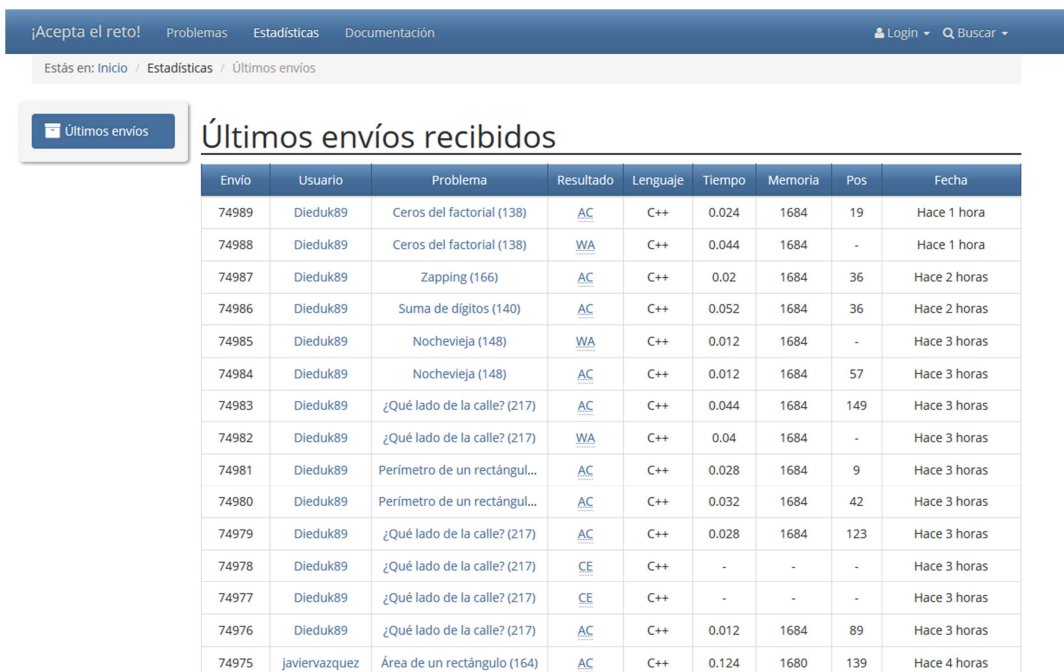 ¡Acepta el reto! Problemas Estadísticas Documentación Login Buscar
Estás en: Inicio / Estadísticas / Últimos envíos
Últimos envíos
Últimos envíos recibidos
Envío Usuario Problema Resultado Lenguaje Tiempo Memoria Pos Fecha
74989 Dieduk89 Ceros del factorial (138) AC C++ 0.024 1684 19 Hace 1 hora
74988 Dieduk89 Ceros del factorial (138) WA C++ 0.044 1684 - Hace 1 hora
74987 Dieduk89 Zapping (166) AC C++ 0.02 1684 36 Hace 2 horas
74986 Dieduk89 Suma de dígitos (140) AC C++ 0.052 1684 36 Hace 2 horas
74985 Dieduk89 Nochevieja (148) WA C++ 0.012 1684 - Hace 3 horas
74984 Dieduk89 Nochevieja (148) AC C++ 0.012 1684 57 Hace 3 horas
74983 Dieduk89 ¿Qué lado de la calle? (217) AC C++ 0.044 1684 149 Hace 3 horas
74982 Dieduk89 ¿Qué lado de la calle? (217) WA C++ 0.04 1684 - Hace 3 horas
74981 Dieduk89 Perímetro de un rectángul... AC C++ 0.028 1684 9 Hace 3 horas
74980 Dieduk89 Perímetro de un rectángul... AC C++ 0.032 1684 42 Hace 3 horas
74979 Dieduk89 ¿Qué lado de la calle? (217) AC C++ 0.028 1684 123 Hace 3 horas
74978 Dieduk89 ¿Qué lado de la calle? (217) CE C++ - - - Hace 3 horas
74977 Dieduk89 ¿Qué lado de la calle? (217) CE C++ - - - Hace 3 horas
74976 Dieduk89 ¿Qué lado de la calle? (217) AC C++ 0.012 1684 89 Hace 3 horas
74975 javiervazquez Área de un rectángulo (164) AC C++ 0.124 1680 139 Hace 4 horas